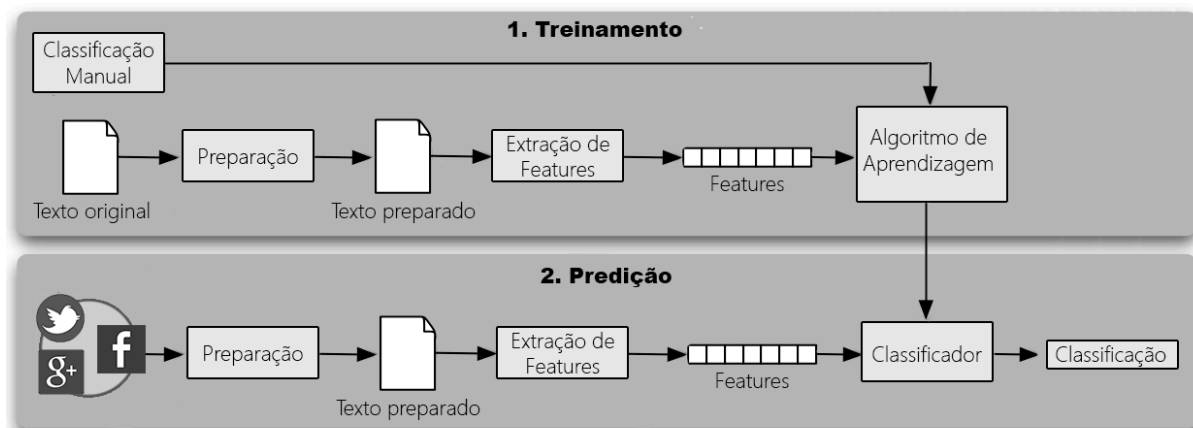 1. Treinamento
Classificação
Manual
Preparação
Extração de
Features
Algoritmo de
Aprendizagem
Texto original
Texto preparado
Features
2. Predição
f
g+
Preparação
Extração de
Features
Classificador
Classificação
Texto preparado
Features